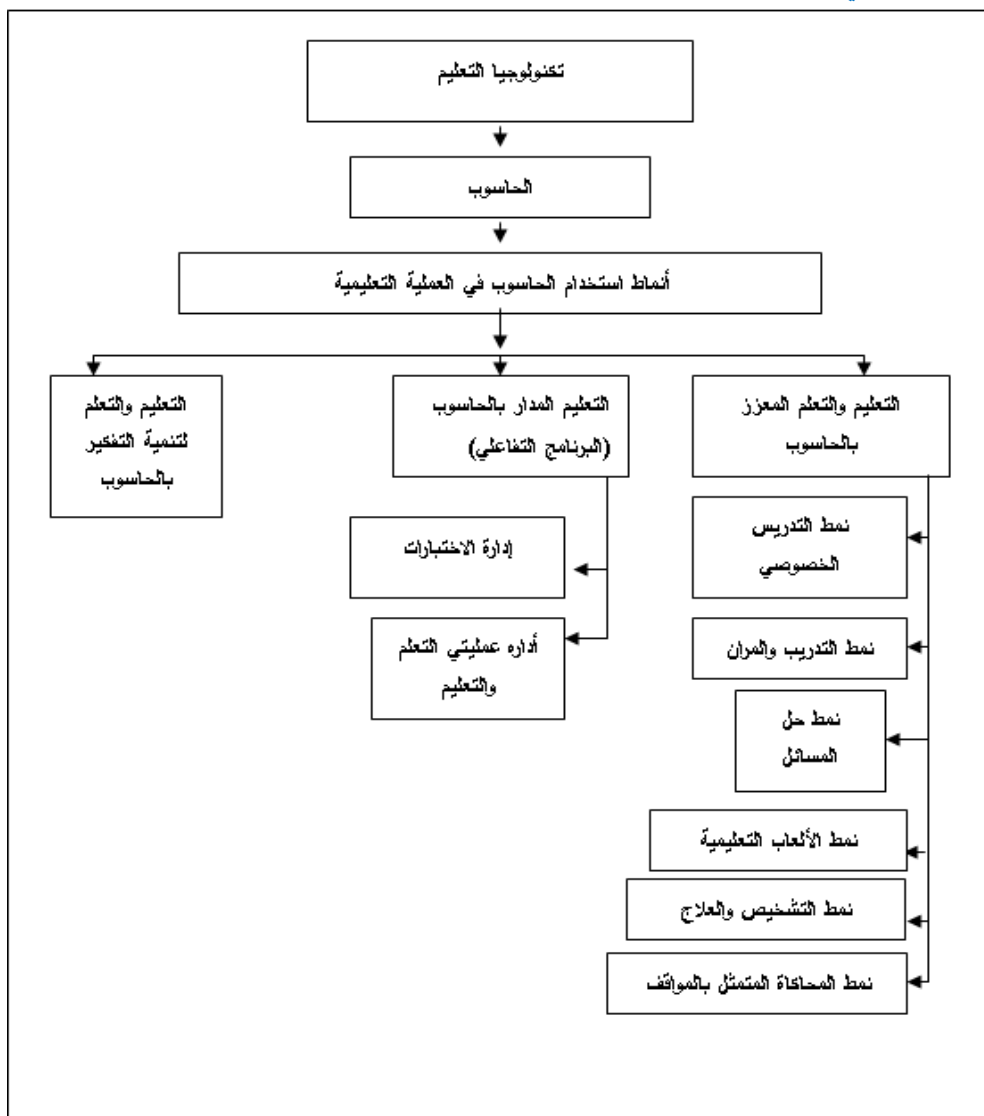 تكنولوجيا التعليم
الحاسوب
أنماط استخدام الحاسوب في العملية التعليمية
التعليم والتعلم المعزز
بالحاسوب
نمط التدريس
الخصوصي
نمط التدريب والمران
نمط حل
المسائل
نمط الألعاب التعليمية
نمط التشخيص والعلاج
نمط المحاكاة المتمثل بالمواقف
التعليم المدار بالحاسوب
(البرنامج التفاعلي)
إدارة الاختبارات
أداره عمليتي التعلم
والتعليم
التعليم والتعلم
لتنمية التفكير
بالحاسوب